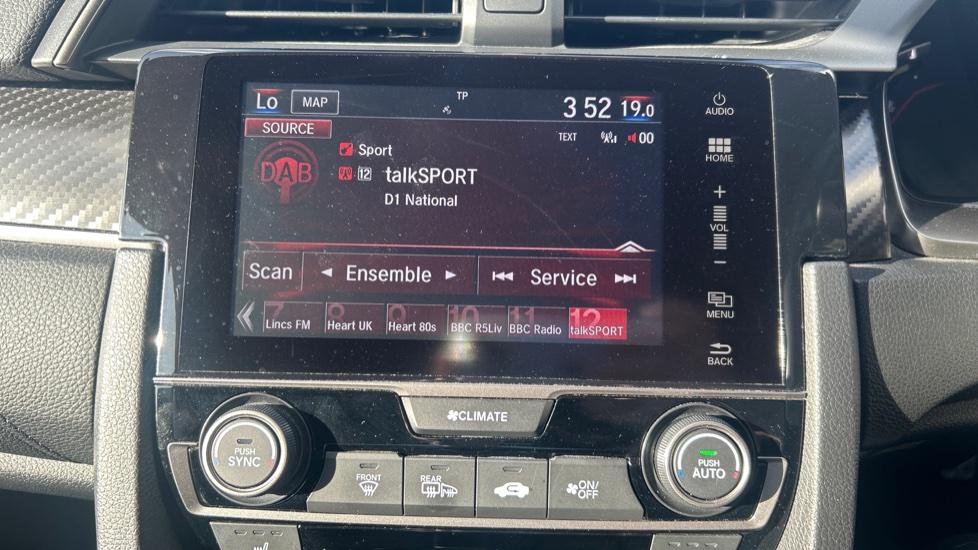 Lo MAP TP 3 52 19.0
SOURCE TEXT 00
DAB Sport
12 talkSPORT
D1 National
Scan Ensemble Service
7 8 9 10 11 12
Lincs FM Heart UK Heart 80s BBC R5Liv BBC Radio talkSPORT
AUDIO
HOME
+
VOL
−
MENU
BACK
CLIMATE
PUSH SYNC
FRONT REAR ON/OFF
PUSH AUTO